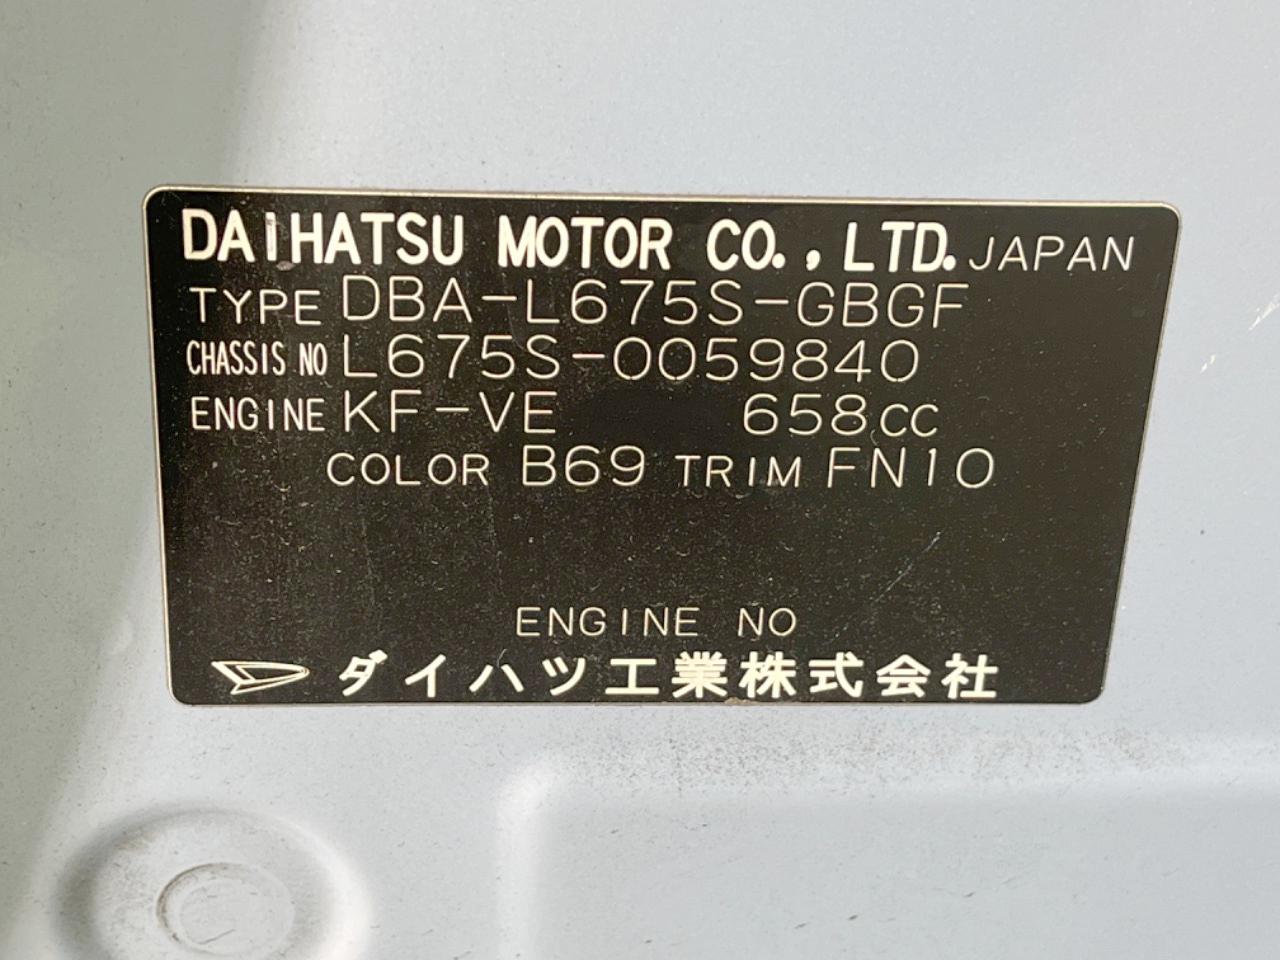 DAiHATSU MOTOR CO., LTD. JAPAN
TYPE DBA-L675S-GBGF
CHASSIS NO L675S-0059840
ENGINE KF-VE 658cc
COLOR B69 TRIM FN10
ENGINE NO
ダイハツ工業株式会社